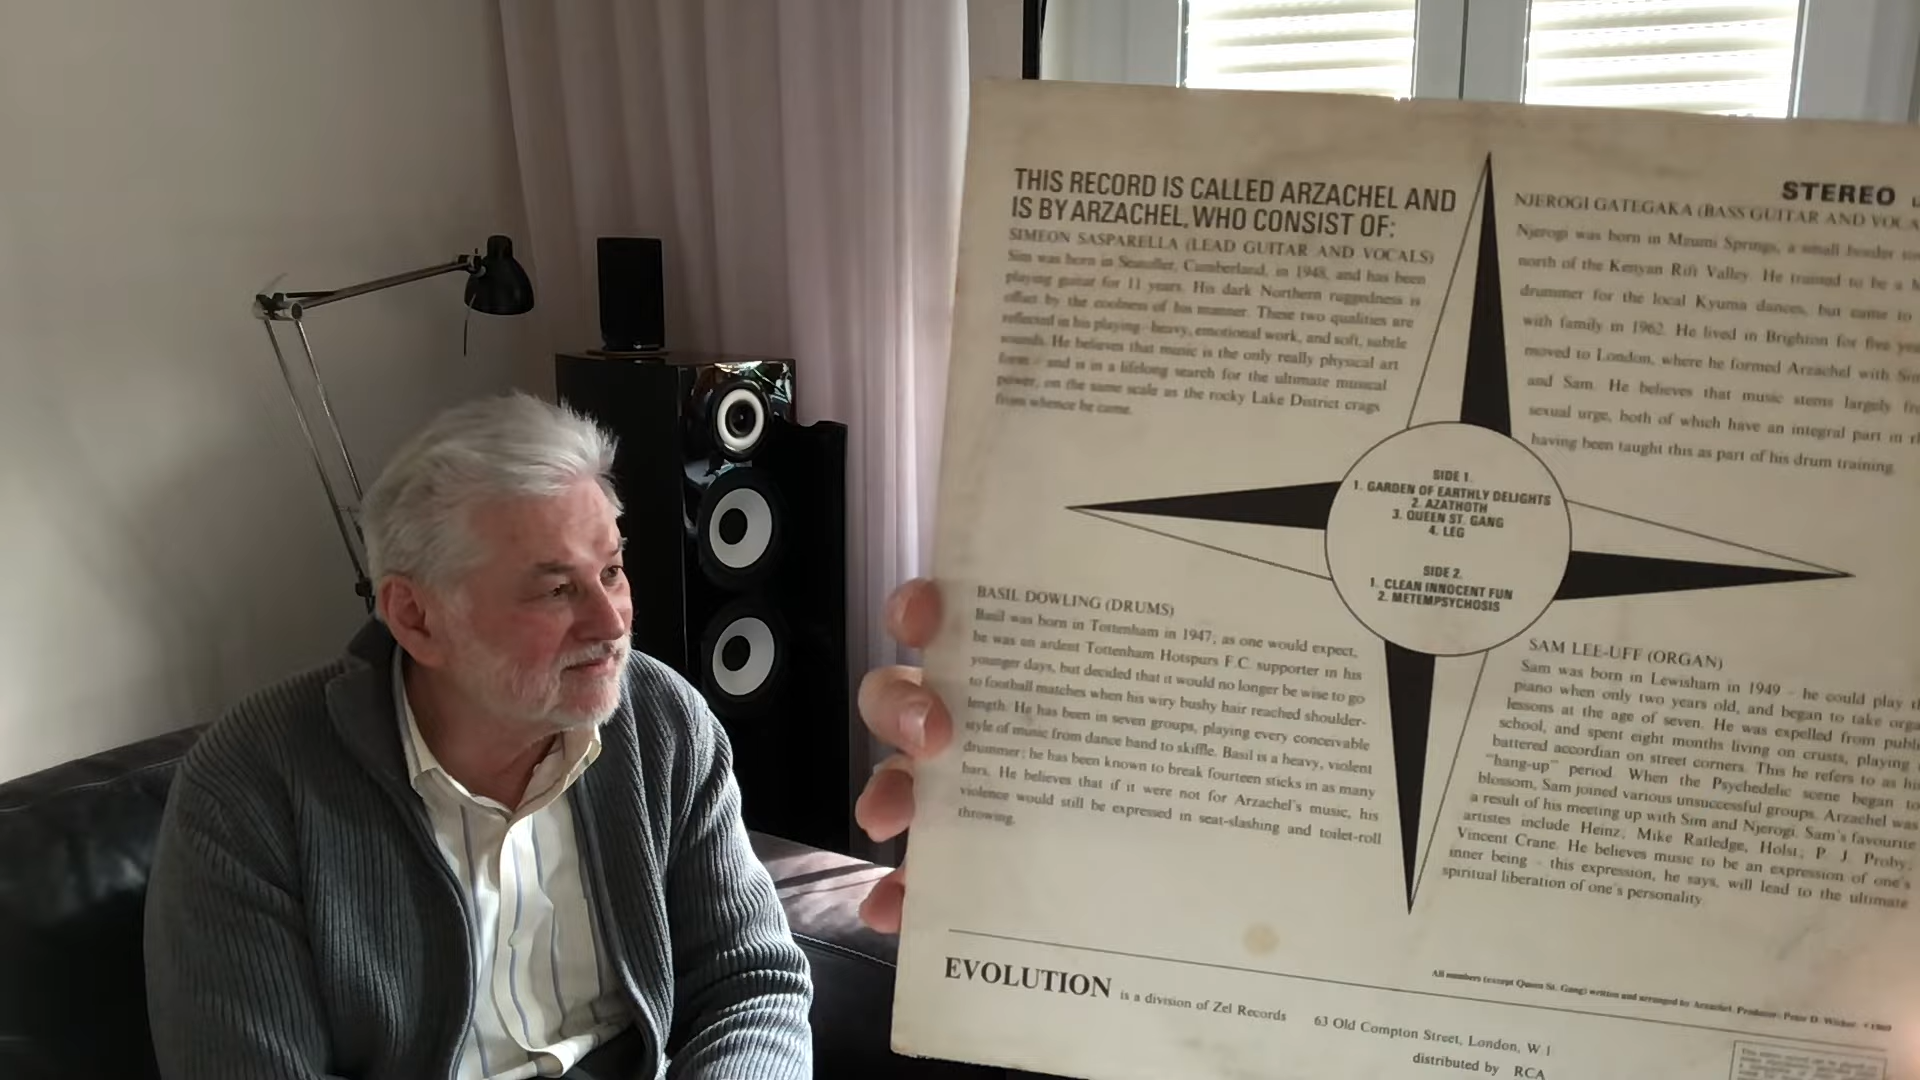 THIS RECORD IS CALLED ARZACHEL AND
IS BY ARZACHEL, WHO CONSIST OF:
SIMEON SASPARELLA (LEAD GUITAR AND VOCALS)
Sim was born in Seatoller, Cumberland, in 1948, and has been
playing guitar for 11 years. His dark Northern ruggedness is
offset by the coolness of his manner. These two qualities are
reflected in his playing - heavy, emotional work, and soft, subtle
sounds. He believes that music is the only really physical art
form - and is in a lifelong search for the ultimate musical
power, on the same scale as the rocky Lake District crags
from whence he came.
STEREO
NJEROGI GATEGAKA (BASS GUITAR AND
Njerogi was born in Mzumi Springs, a small border
north of the Kenyan Rift Valley. He trained to be a
drummer for the local Kyuma dances, but came to
with family in 1962. He lived in Brighton for five
moved to London, where he formed Arzachel with
and Sam. He believes that music stems largely
sexual urge, both of which have an integral part in
having been taught this as part of his drum training.
SIDE 1.
1. GARDEN OF EARTHLY DELIGHTS
2. AZATHOTH
3. QUEEN ST. GANG
4. LEG
SIDE 2.
1. CLEAN INNOCENT FUN
2. METEMPSYCHOSIS
BASIL DOWLING (DRUMS)
Basil was born in Tottenham in 1947; as one would expect,
he was an ardent Tottenham Hotspurs F.C. supporter in his
younger days, but decided that it would no longer be wise to go
to football matches when his wiry bushy hair reached shoulder-
length. He has been in seven groups, playing every conceivable
style of music from dance band to skiffle. Basil is a heavy, violent
drummer; he has been known to break fourteen sticks in as many
bars. He believes that if it were not for Arzachel's music, his
violence would still be expressed in seat-slashing and toilet-roll
throwing.
SAM LEE-UFF (ORGAN)
Sam was born in Lewisham in 1949 - he could play
piano when only two years old, and began to take
lessons at the age of seven. He was expelled from
school, and spent eight months living on crusts, playing
battered accordian on street corners. This he refers to as
"hang-up" period. When the Psychedelic scene began
blossom, Sam joined various unsuccessful groups. Arzachel was
a result of his meeting up with Sim and Njerogi. Sam's favourite
artistes include Heinz, Mike Ratledge, Holst, P. J. Proby,
Vincent Crane. He believes music to be an expression of one's
inner being - this expression, he says, will lead to the ultimate
spiritual liberation of one's personality.
All numbers (except Queen St. Gang) written and arranged by Arzachel. Producer: Peter D. Wicker.
EVOLUTION is a division of Zel Records 63 Old Compton Street, London, W 1
distributed by RCA